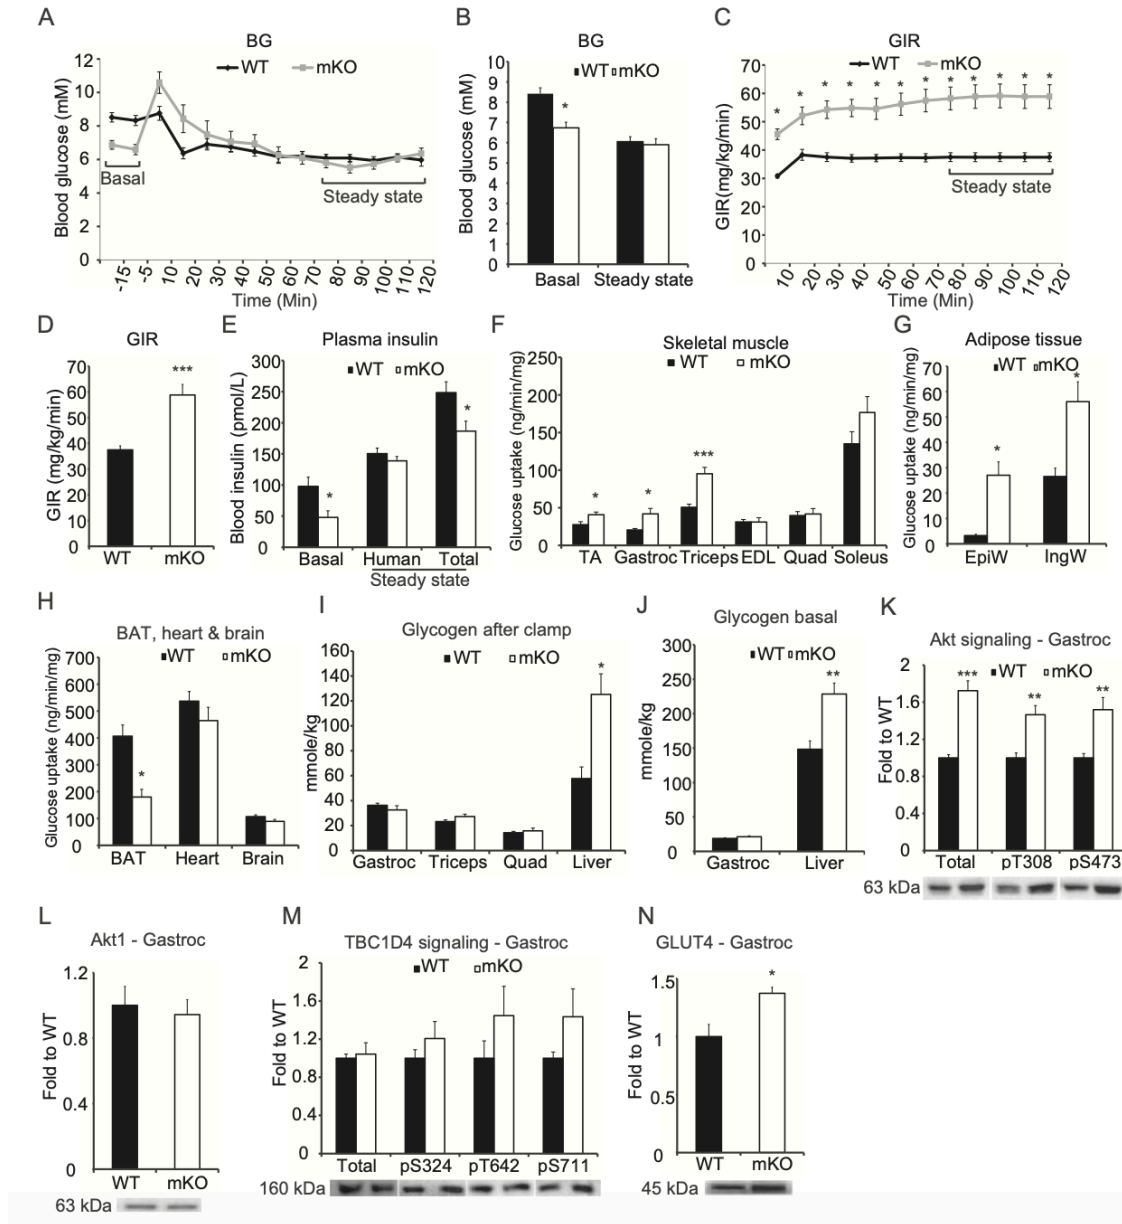 A
BG
WT mKO
Blood glucose (mM)
12
10
8
6
4
2
0
Basal
Steady state
-15 -5 10 20 30 40 50 60 70 80 90 100 110 120
Time (Min)
B
BG
WT mKO
Blood glucose (mM)
10
9
8
7
6
5
4
3
2
1
0
*
Basal Steady state
C
GIR
WT mKO
GIR(mg/kg/min)
70
60
50
40
30
20
10
0
* * * * * * * * * * * *
Steady state
10 20 30 40 50 60 70 80 90 100 110 120
Time (Min)
D
GIR
GIR (mg/kg/min)
70
60
50
40
30
20
10
0
***
WT mKO
E
Plasma insulin
WT mKO
Blood insulin (pmol/L)
300
250
200
150
100
50
0
* *
Basal Human Total
Steady state
F
Skeletal muscle
WT mKO
Glucose uptake (ng/min/mg)
250
200
150
100
50
0
* * ***
TA Gastroc Triceps EDL Quad Soleus
G
Adipose tissue
WT mKO
Glucose uptake (ng/min/mg)
70
60
50
40
30
20
10
0
* *
EpiW IngW
H
BAT, heart & brain
WT mKO
Glucose uptake (ng/min/mg)
700
600
500
400
300
200
100
0
*
BAT Heart Brain
I
Glycogen after clamp
WT mKO
mmole/kg
160
140
120
100
80
60
40
20
0
*
Gastroc Triceps Quad Liver
J
Glycogen basal
WT mKO
mmole/kg
300
250
200
150
100
50
0
**
Gastroc Liver
K
Akt signaling - Gastroc
WT mKO
Fold to WT
2
1.6
1.2
0.8
0.4
0
*** ** **
Total pT308 pS473
63 kDa
L
Akt1 - Gastroc
Fold to WT
1.2
0.8
0.4
0
WT mKO
63 kDa
M
TBC1D4 signaling - Gastroc
WT mKO
Fold to WT
2
1.6
1.2
0.8
0.4
0
Total pS324 pT642 pS711
160 kDa
N
GLUT4 - Gastroc
Fold to WT
1.5
1
0.5
0
*
WT mKO
45 kDa